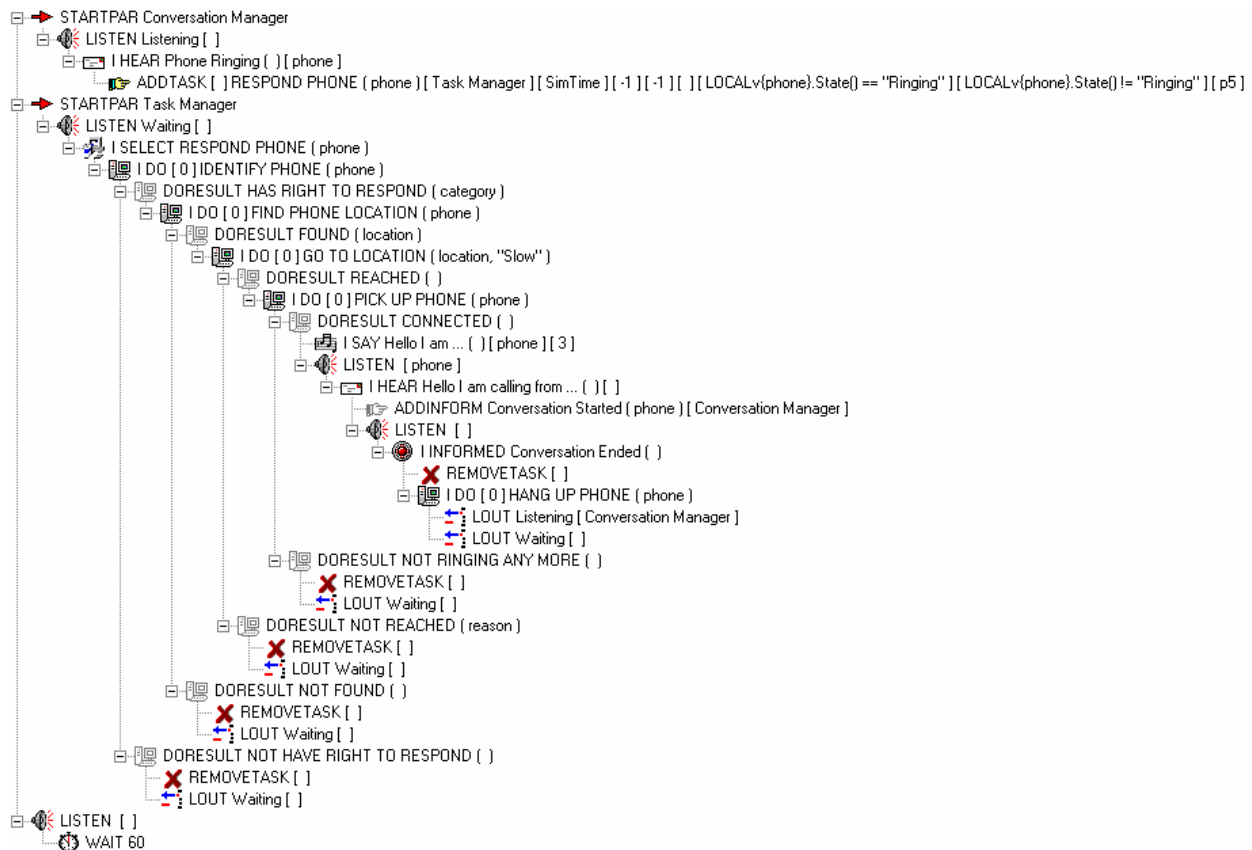 STARTPAR Conversation Manager
LISTEN Listening [ ]
I HEAR Phone Ringing ( ) [ phone ]
ADDTASK [ ] RESPOND PHONE ( phone ) [ Task Manager ] [ SimTime ] [ -1 ] [ -1 ] [ ] [ LOCALv{phone}.State() == "Ringing" ] [ LOCALv{phone}.State() != "Ringing" ] [ p5 ]
STARTPAR Task Manager
LISTEN Waiting [ ]
I SELECT RESPOND PHONE ( phone )
I DO [ 0 ] IDENTIFY PHONE ( phone )
DORESULT HAS RIGHT TO RESPOND ( category )
I DO [ 0 ] FIND PHONE LOCATION ( phone )
DORESULT FOUND ( location )
I DO [ 0 ] GO TO LOCATION ( location, "Slow" )
DORESULT REACHED ( )
I DO [ 0 ] PICK UP PHONE ( phone )
DORESULT CONNECTED ( )
I SAY Hello I am ... ( ) [ phone ] [ 3 ]
LISTEN [ phone ]
I HEAR Hello I am calling from ... ( ) [ ]
ADDINFORM Conversation Started ( phone ) [ Conversation Manager ]
LISTEN [ ]
I INFORMED Conversation Ended ( )
REMOVETASK [ ]
I DO [ 0 ] HANG UP PHONE ( phone )
LOUT Listening [ Conversation Manager ]
LOUT Waiting [ ]
DORESULT NOT RINGING ANY MORE ( )
REMOVETASK [ ]
LOUT Waiting [ ]
DORESULT NOT REACHED ( reason )
REMOVETASK [ ]
LOUT Waiting [ ]
DORESULT NOT FOUND ( )
REMOVETASK [ ]
LOUT Waiting [ ]
DORESULT NOT HAVE RIGHT TO RESPOND ( )
REMOVETASK [ ]
LOUT Waiting [ ]
LISTEN [ ]
WAIT 60